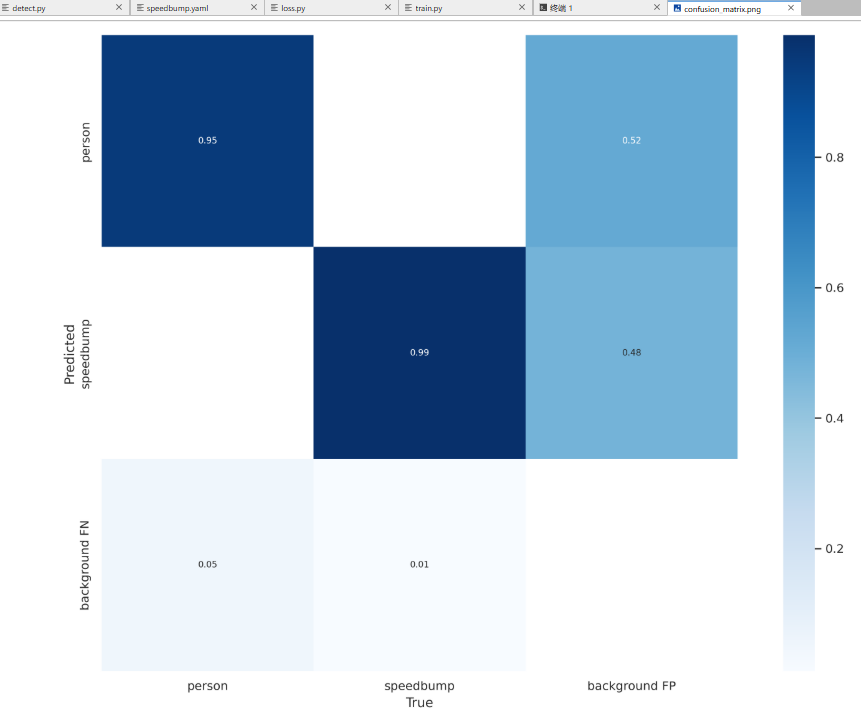 detect.py
speedbump.yaml
loss.py
train.py
终端 1
confusion_matrix.png
person
0.95
0.52
0.8
0.6
Predicted
speedbump
0.99
0.48
0.4
0.2
background FN
0.05
0.01
person
speedbump
background FP
True